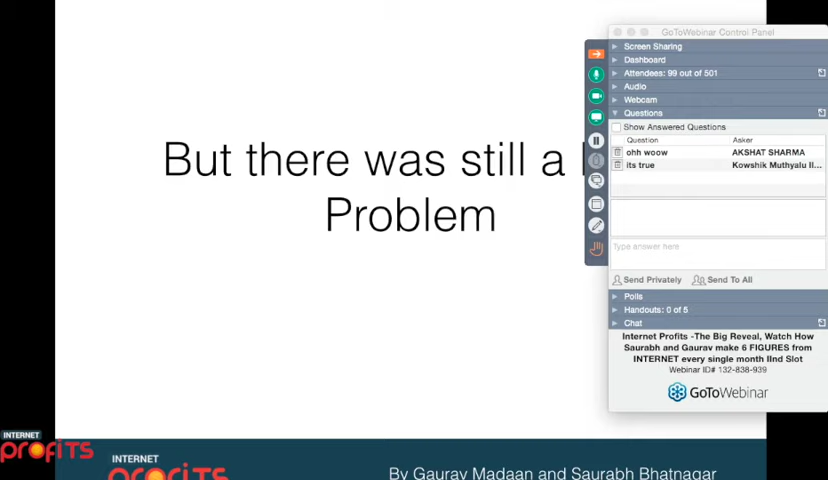 But there was still a
Problem
GoToWebinar Control Panel
Screen Sharing
Dashboard
Attendees: 99 out of 501
Audio
Webcam
Questions
Show Answered Questions
Question Asker
ohh woow AKSHAT SHARMA
its true Kowshik Muthyalu II...
Type answer here
Send Privately Send To All
Polls
Handouts: 0 of 5
Chat
Internet Profits -The Big Reveal, Watch How
Saurabh and Gaurav make 6 FIGURES from
INTERNET every single month IInd Slot
Webinar ID# 132-838-939
GoToWebinar
INTERNET
profiTS
INTERNET
profiTS
By Gaurav Madaan and Saurabh Bhatnagar